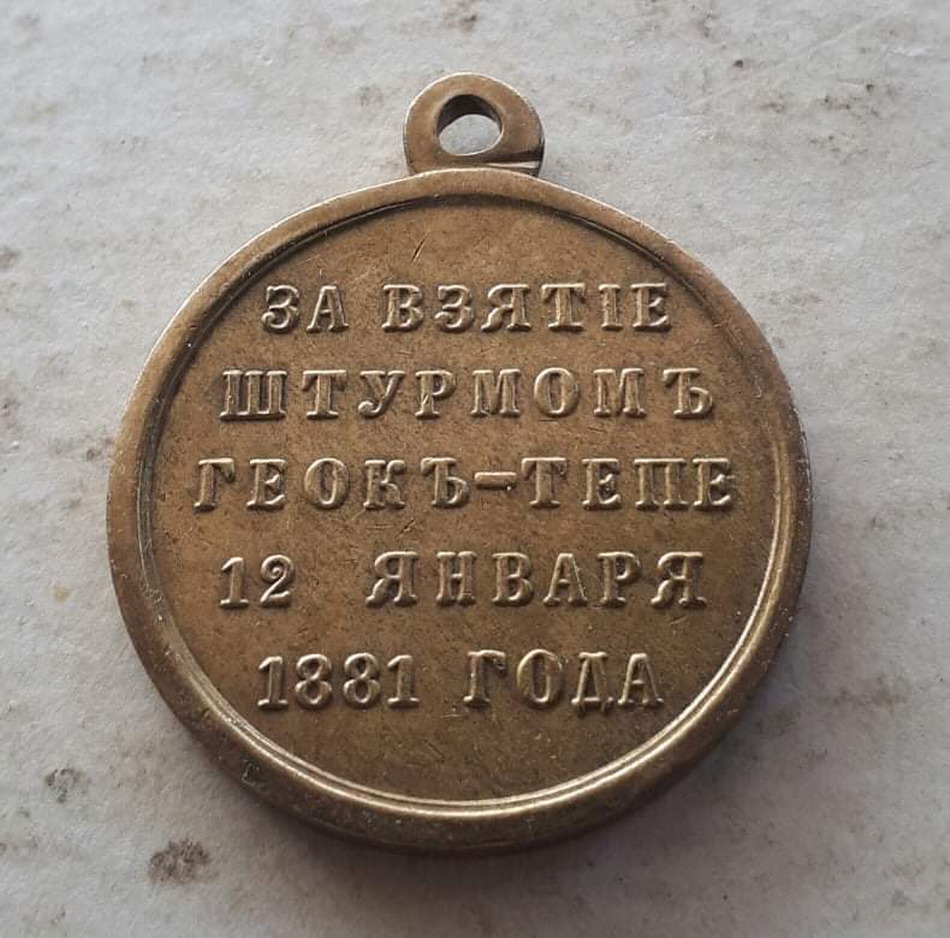 ЗА ВЗЯТІЕ
ШТУРМОМЪ
ГЕОКЪ-ТЕПЕ
12 ЯНВАРЯ
1881 ГОДА